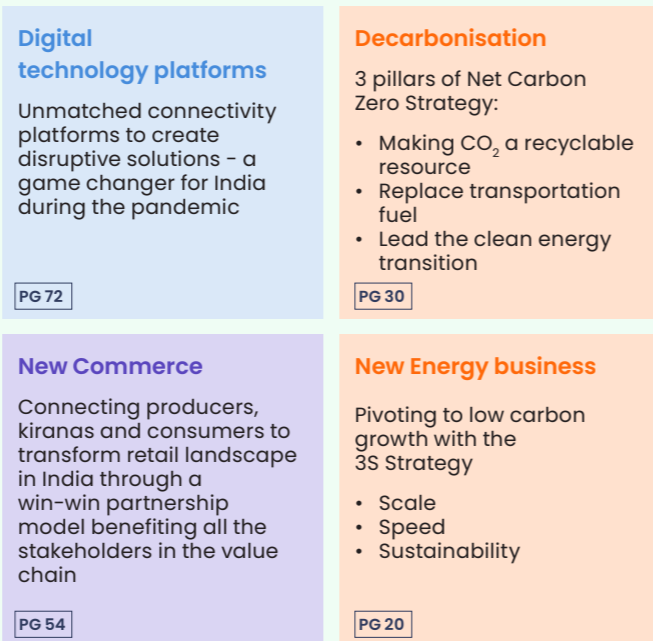 Digital
technology platforms
Unmatched connectivity
platforms to create
disruptive solutions - a
game changer for India
during the pandemic
PG 72
Decarbonisation
3 pillars of Net Carbon
Zero Strategy:
• Making CO₂ a recyclable
resource
• Replace transportation
fuel
• Lead the clean energy
transition
PG 30
New Commerce
Connecting producers,
kiranas and consumers to
transform retail landscape
in India through a
win-win partnership
model benefiting all the
stakeholders in the value
chain
PG 54
New Energy business
Pivoting to low carbon
growth with the
3S Strategy
• Scale
• Speed
• Sustainability
PG 20